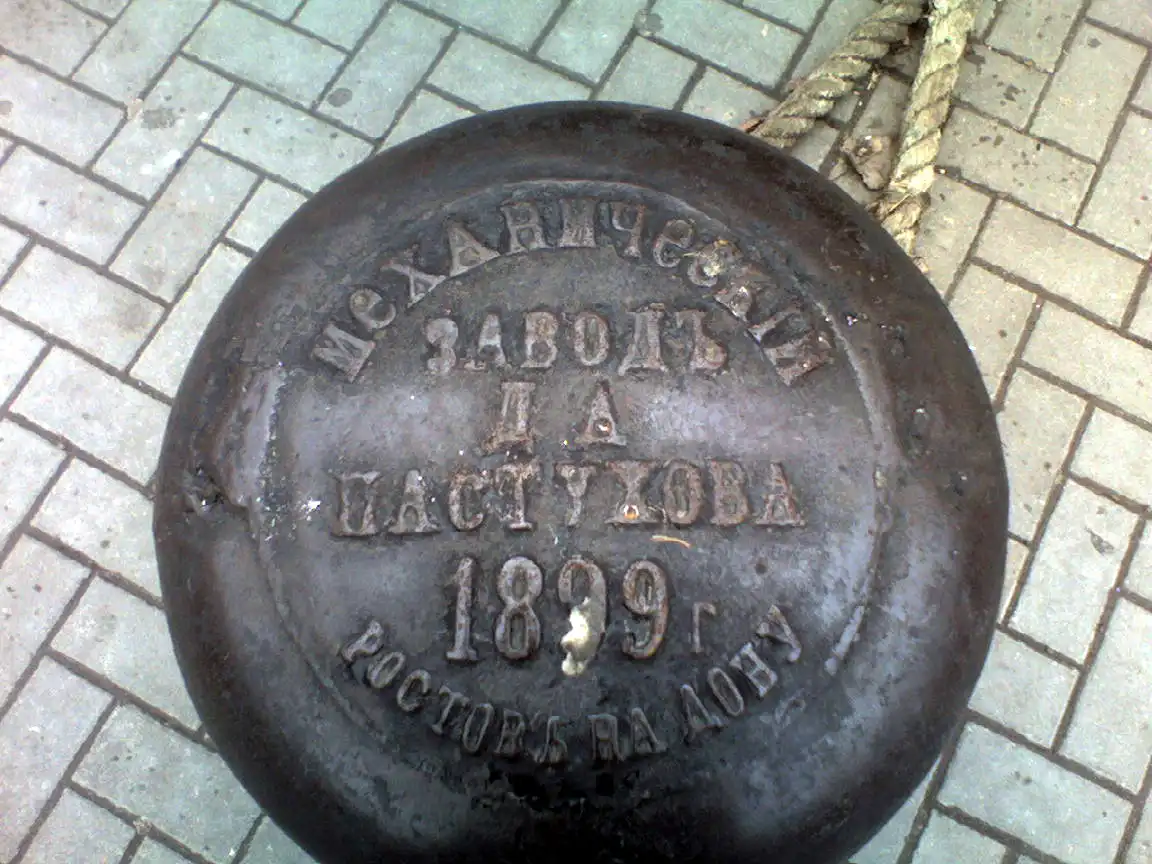 МЕХАНИЧЕСКIЙ
ЗАВОДЪ
Д А
ПАСТУХОВА
1899 г
РОСТОВЪ НА ДОНУ